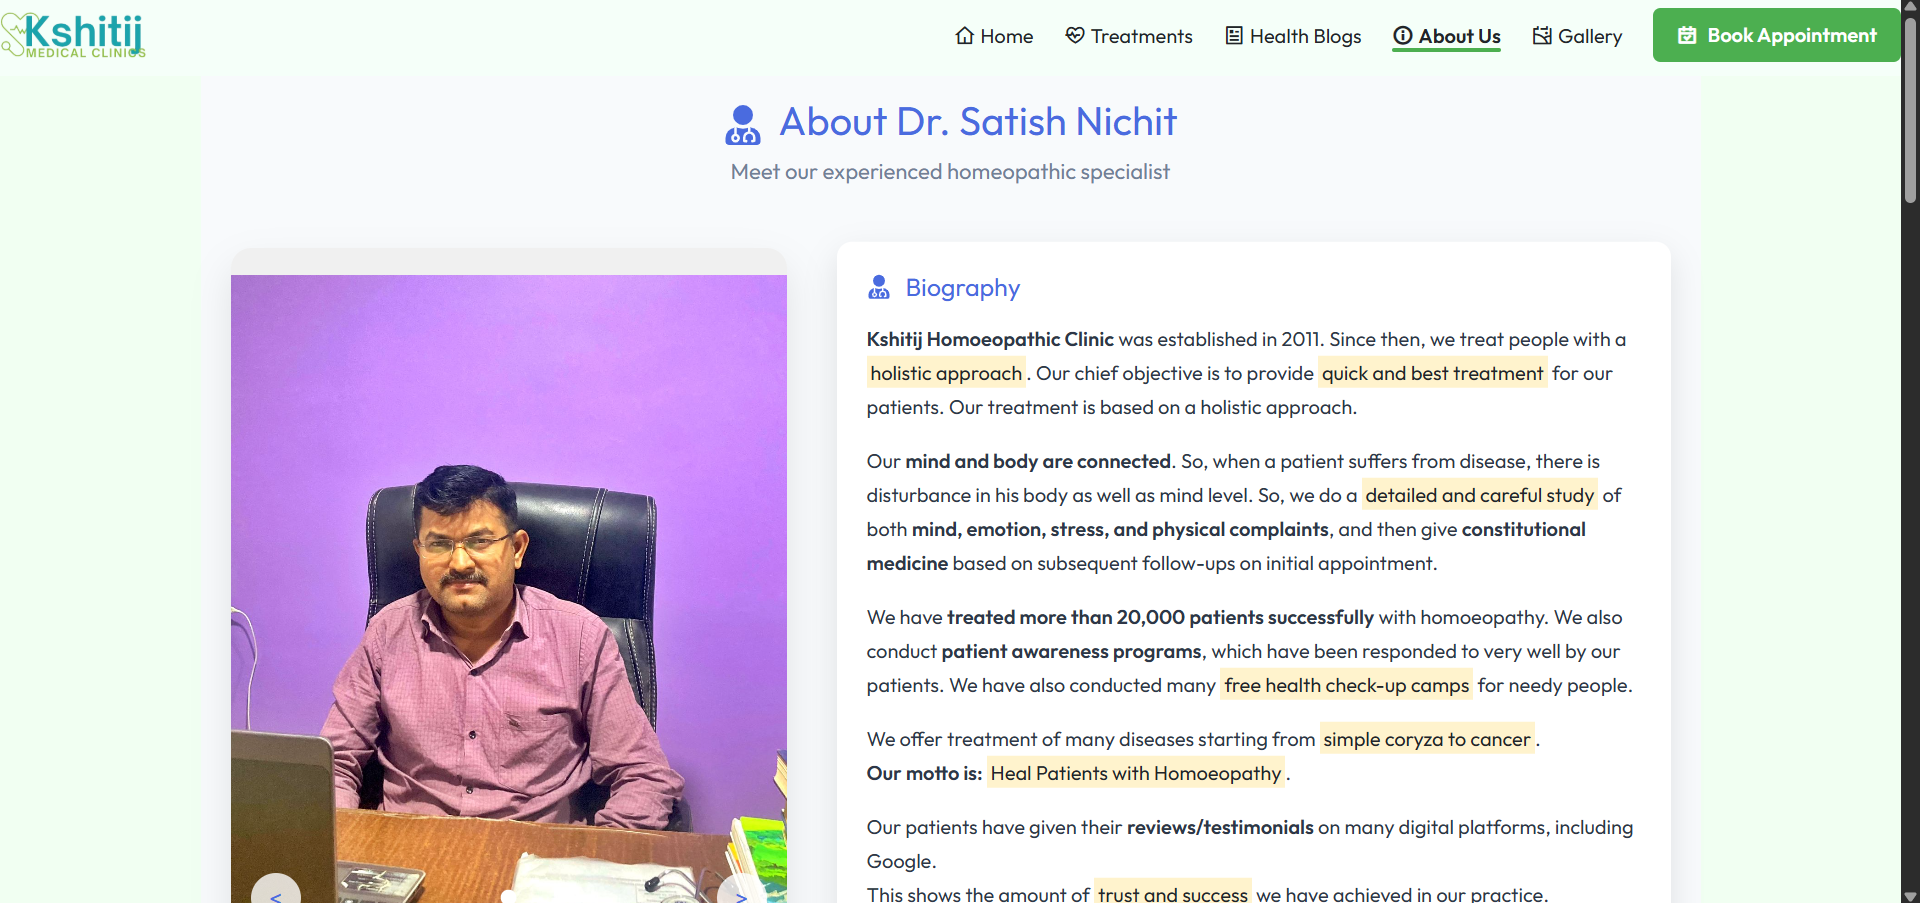 Kshitij
MEDICAL CLINICS
Home
Treatments
Health Blogs
About Us
Gallery
Book Appointment
About Dr. Satish Nichit
Meet our experienced homeopathic specialist
Biography
Kshitij Homoeopathic Clinic was established in 2011. Since then, we treat people with a
holistic approach. Our chief objective is to provide quick and best treatment for our
patients. Our treatment is based on a holistic approach.
Our mind and body are connected. So, when a patient suffers from disease, there is
disturbance in his body as well as mind level. So, we do a detailed and careful study of
both mind, emotion, stress, and physical complaints, and then give constitutional
medicine based on subsequent follow-ups on initial appointment.
We have treated more than 20,000 patients successfully with homoeopathy. We also
conduct patient awareness programs, which have been responded to very well by our
patients. We have also conducted many free health check-up camps for needy people.
We offer treatment of many diseases starting from simple coryza to cancer.
Our motto is: Heal Patients with Homoeopathy.
Our patients have given their reviews/testimonials on many digital platforms, including
Google.
This shows the amount of trust and success we have achieved in our practice.
<
>